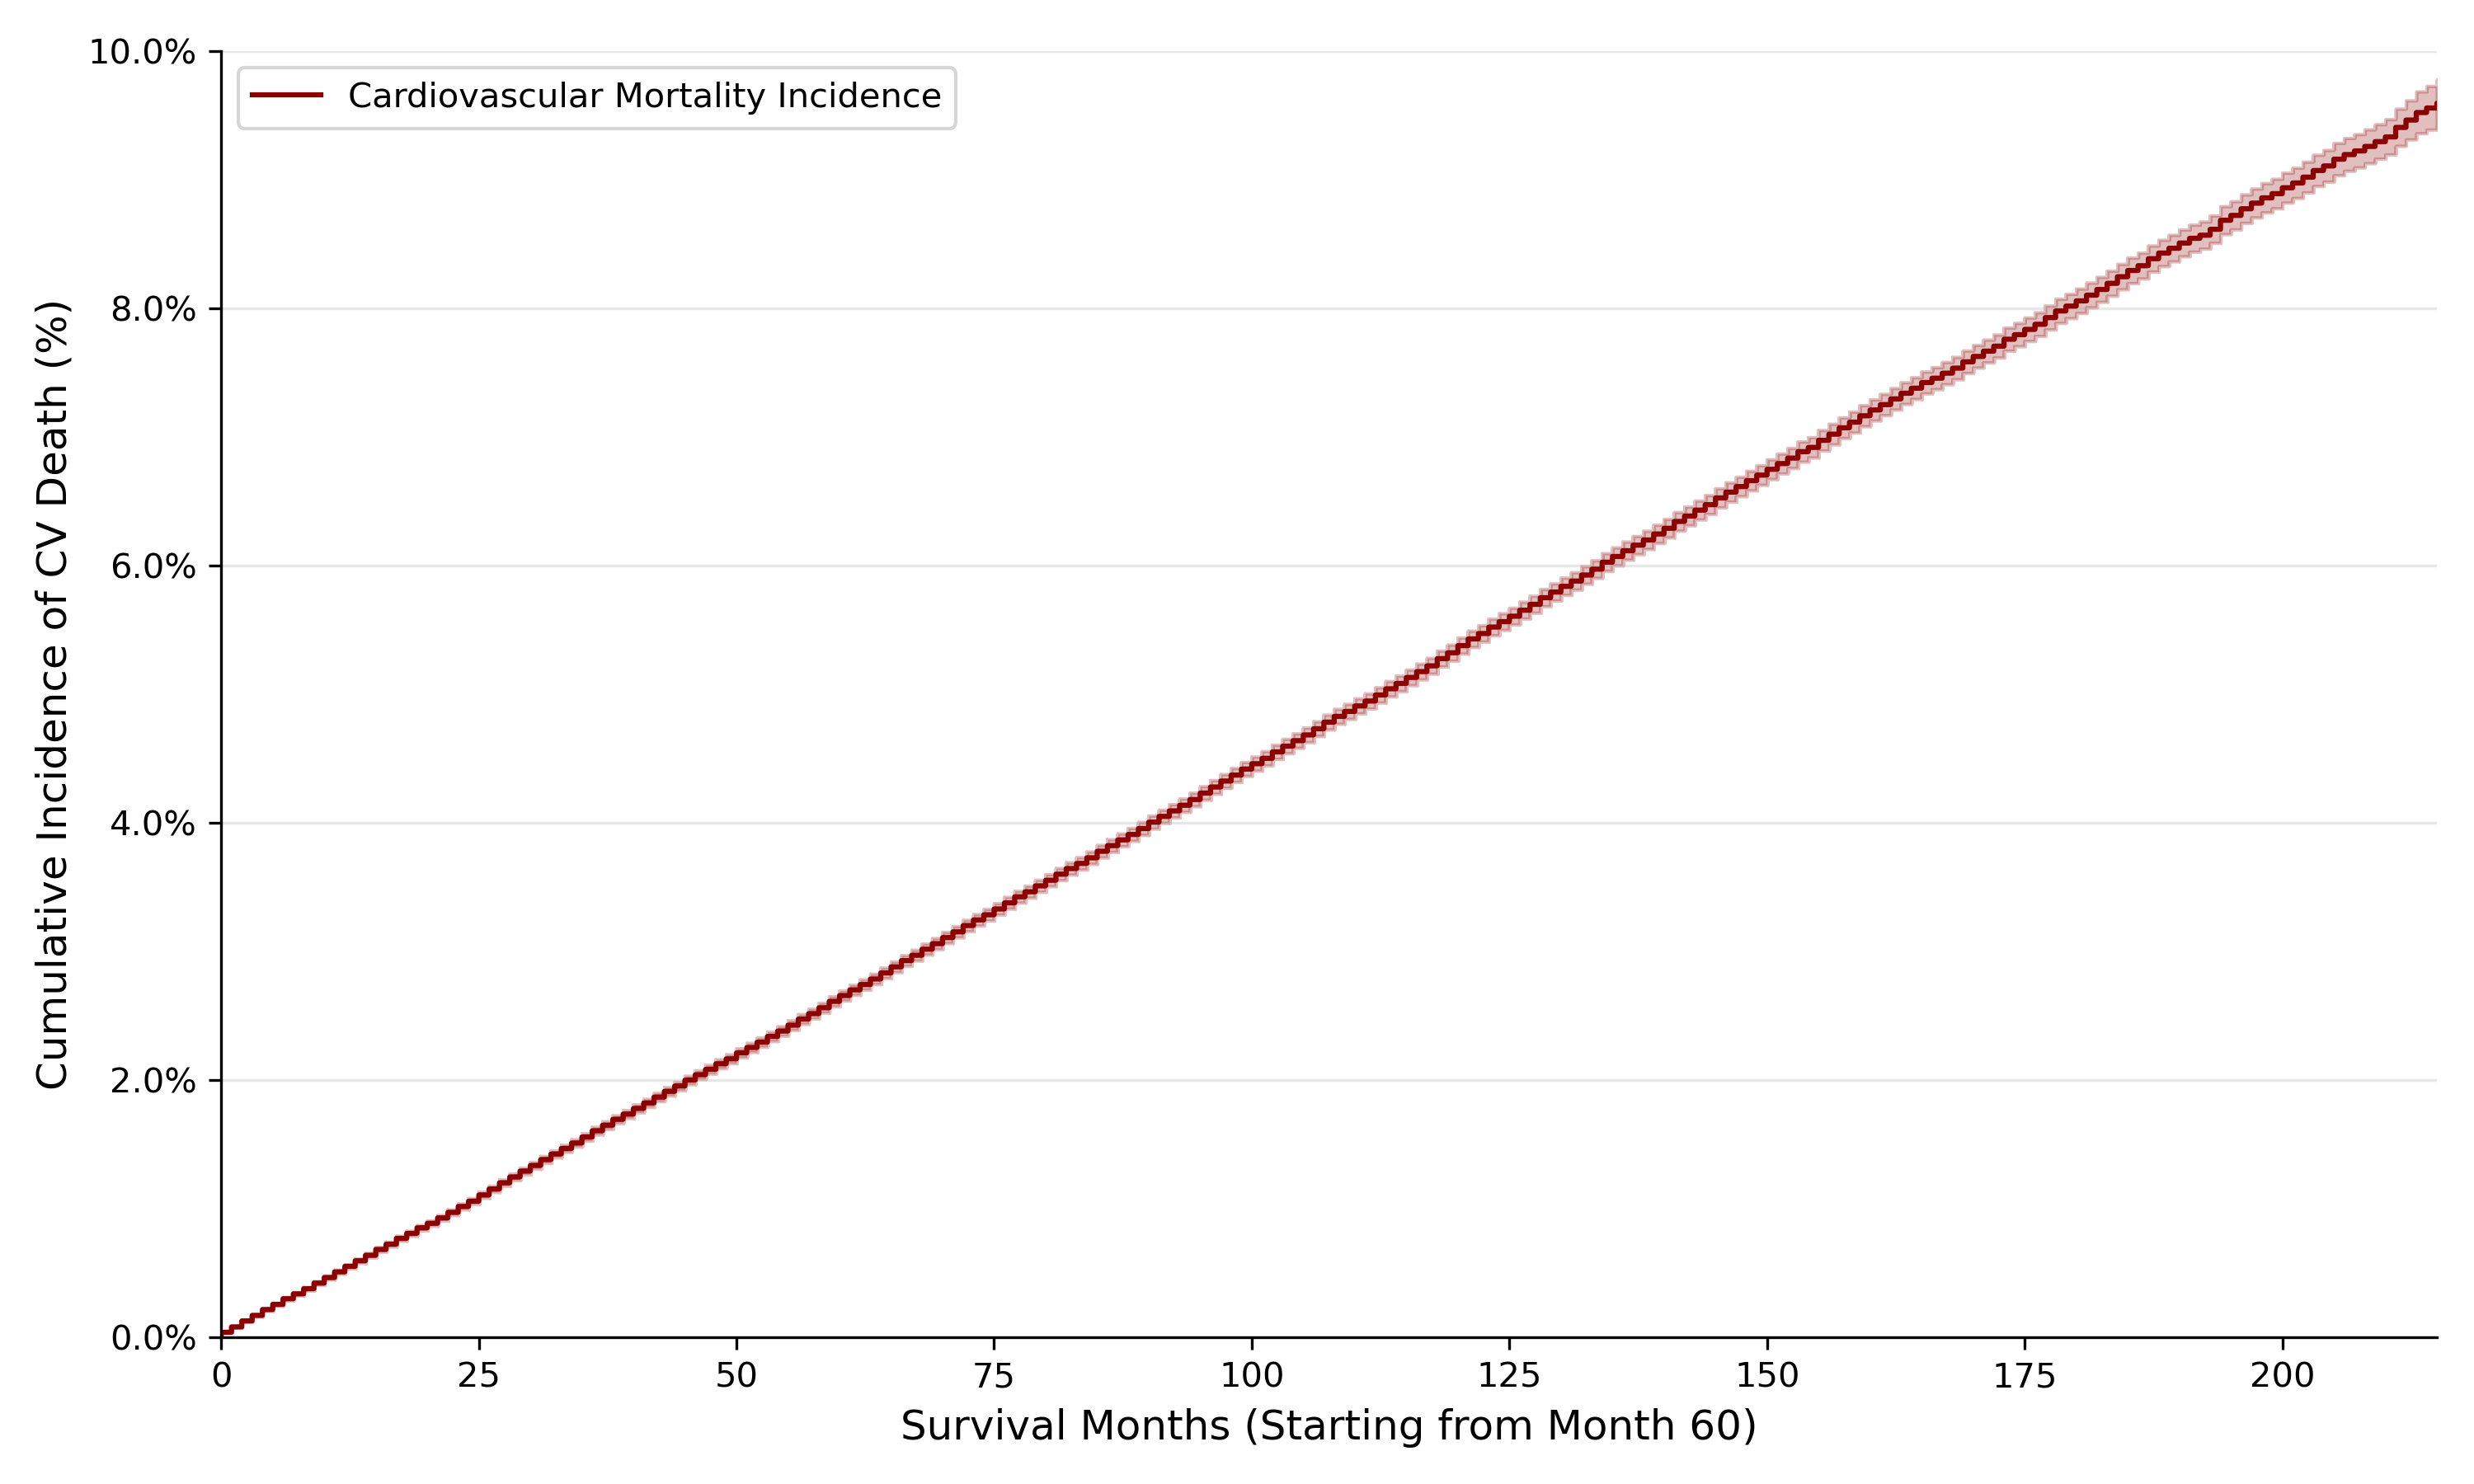 Cardiovascular Mortality Incidence
Cumulative Incidence of CV Death (%)
10.0%
8.0%
6.0%
4.0%
2.0%
0.0%
0 25 50 75 100 125 150 175 200
Survival Months (Starting from Month 60)